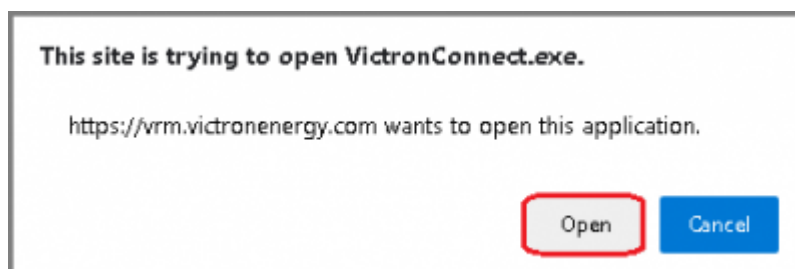 This site is trying to open VictronConnect.exe.
https://vrm.victronenergy.com wants to open this application.
Open Cancel